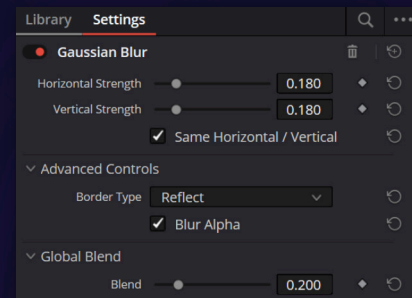 Library Settings
Gaussian Blur
Horizontal Strength 0.180
Vertical Strength 0.180
Same Horizontal / Vertical
Advanced Controls
Border Type Reflect
Blur Alpha
Global Blend
Blend 0.200